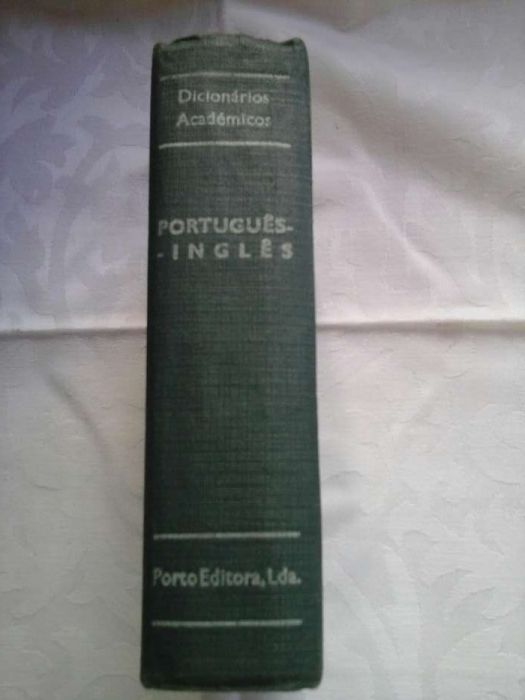 Dicionários
Académicos
PORTUGUÊS-
-INGLÊS
Porto Editora, Lda.